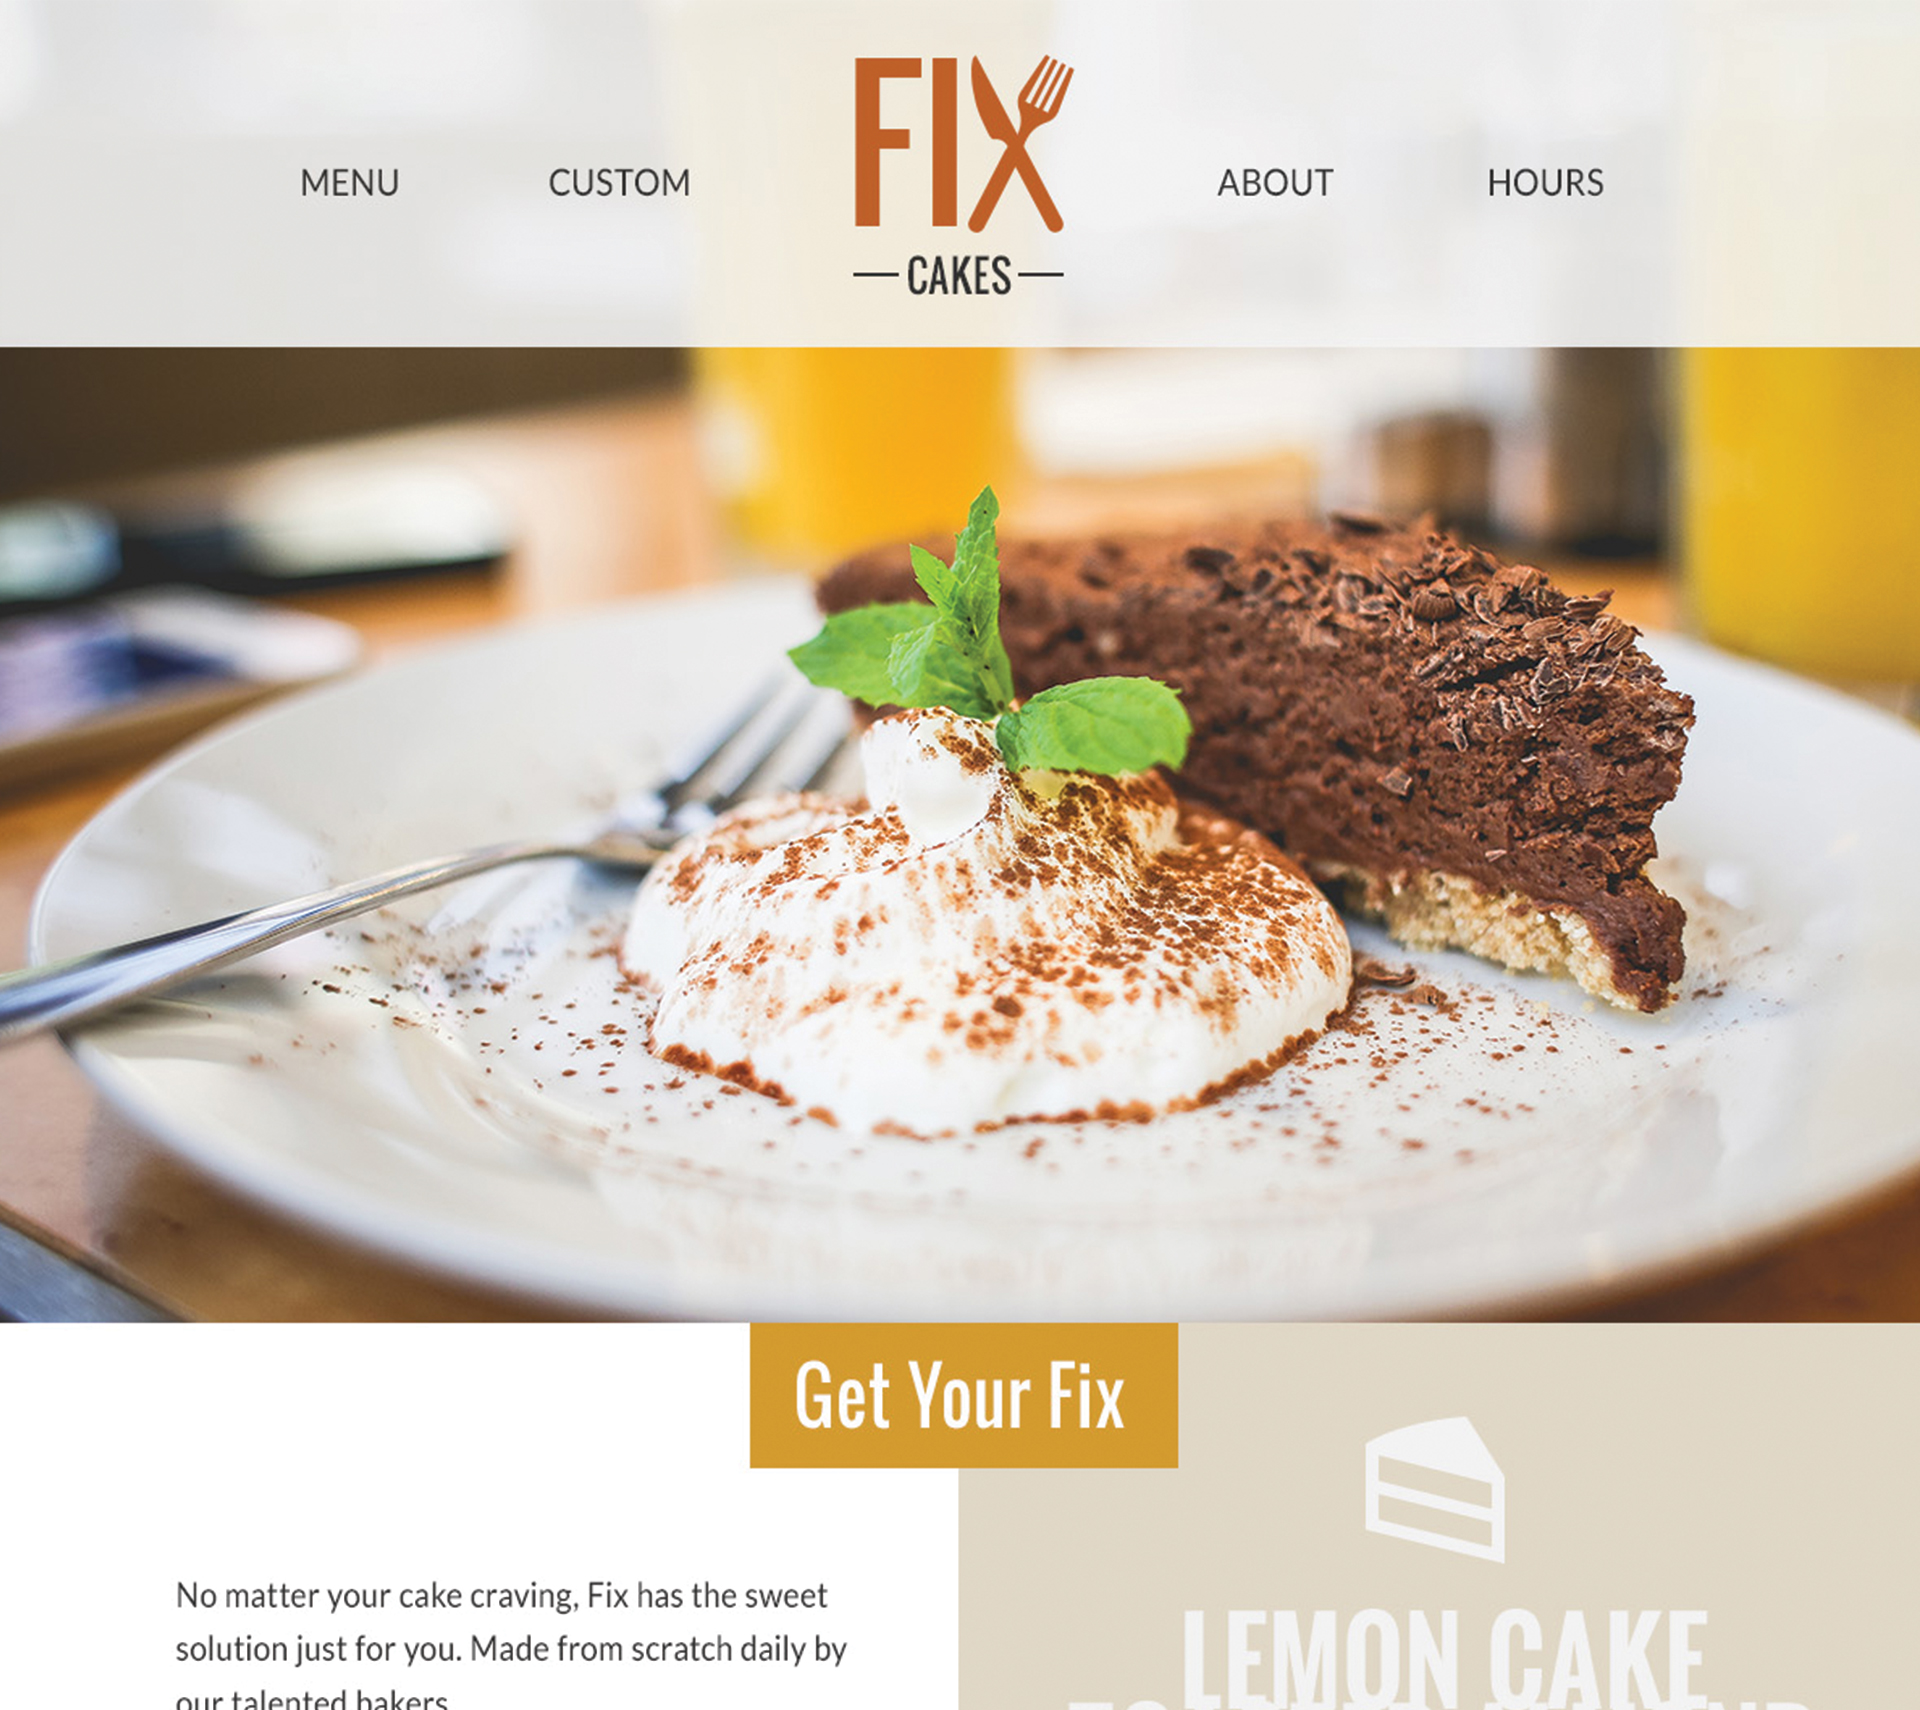 MENU
CUSTOM
FIX
CAKES
ABOUT
HOURS
Get Your Fix
No matter your cake craving, Fix has the sweet
solution just for you. Made from scratch daily by
our talented bakers
LEMON CAKE